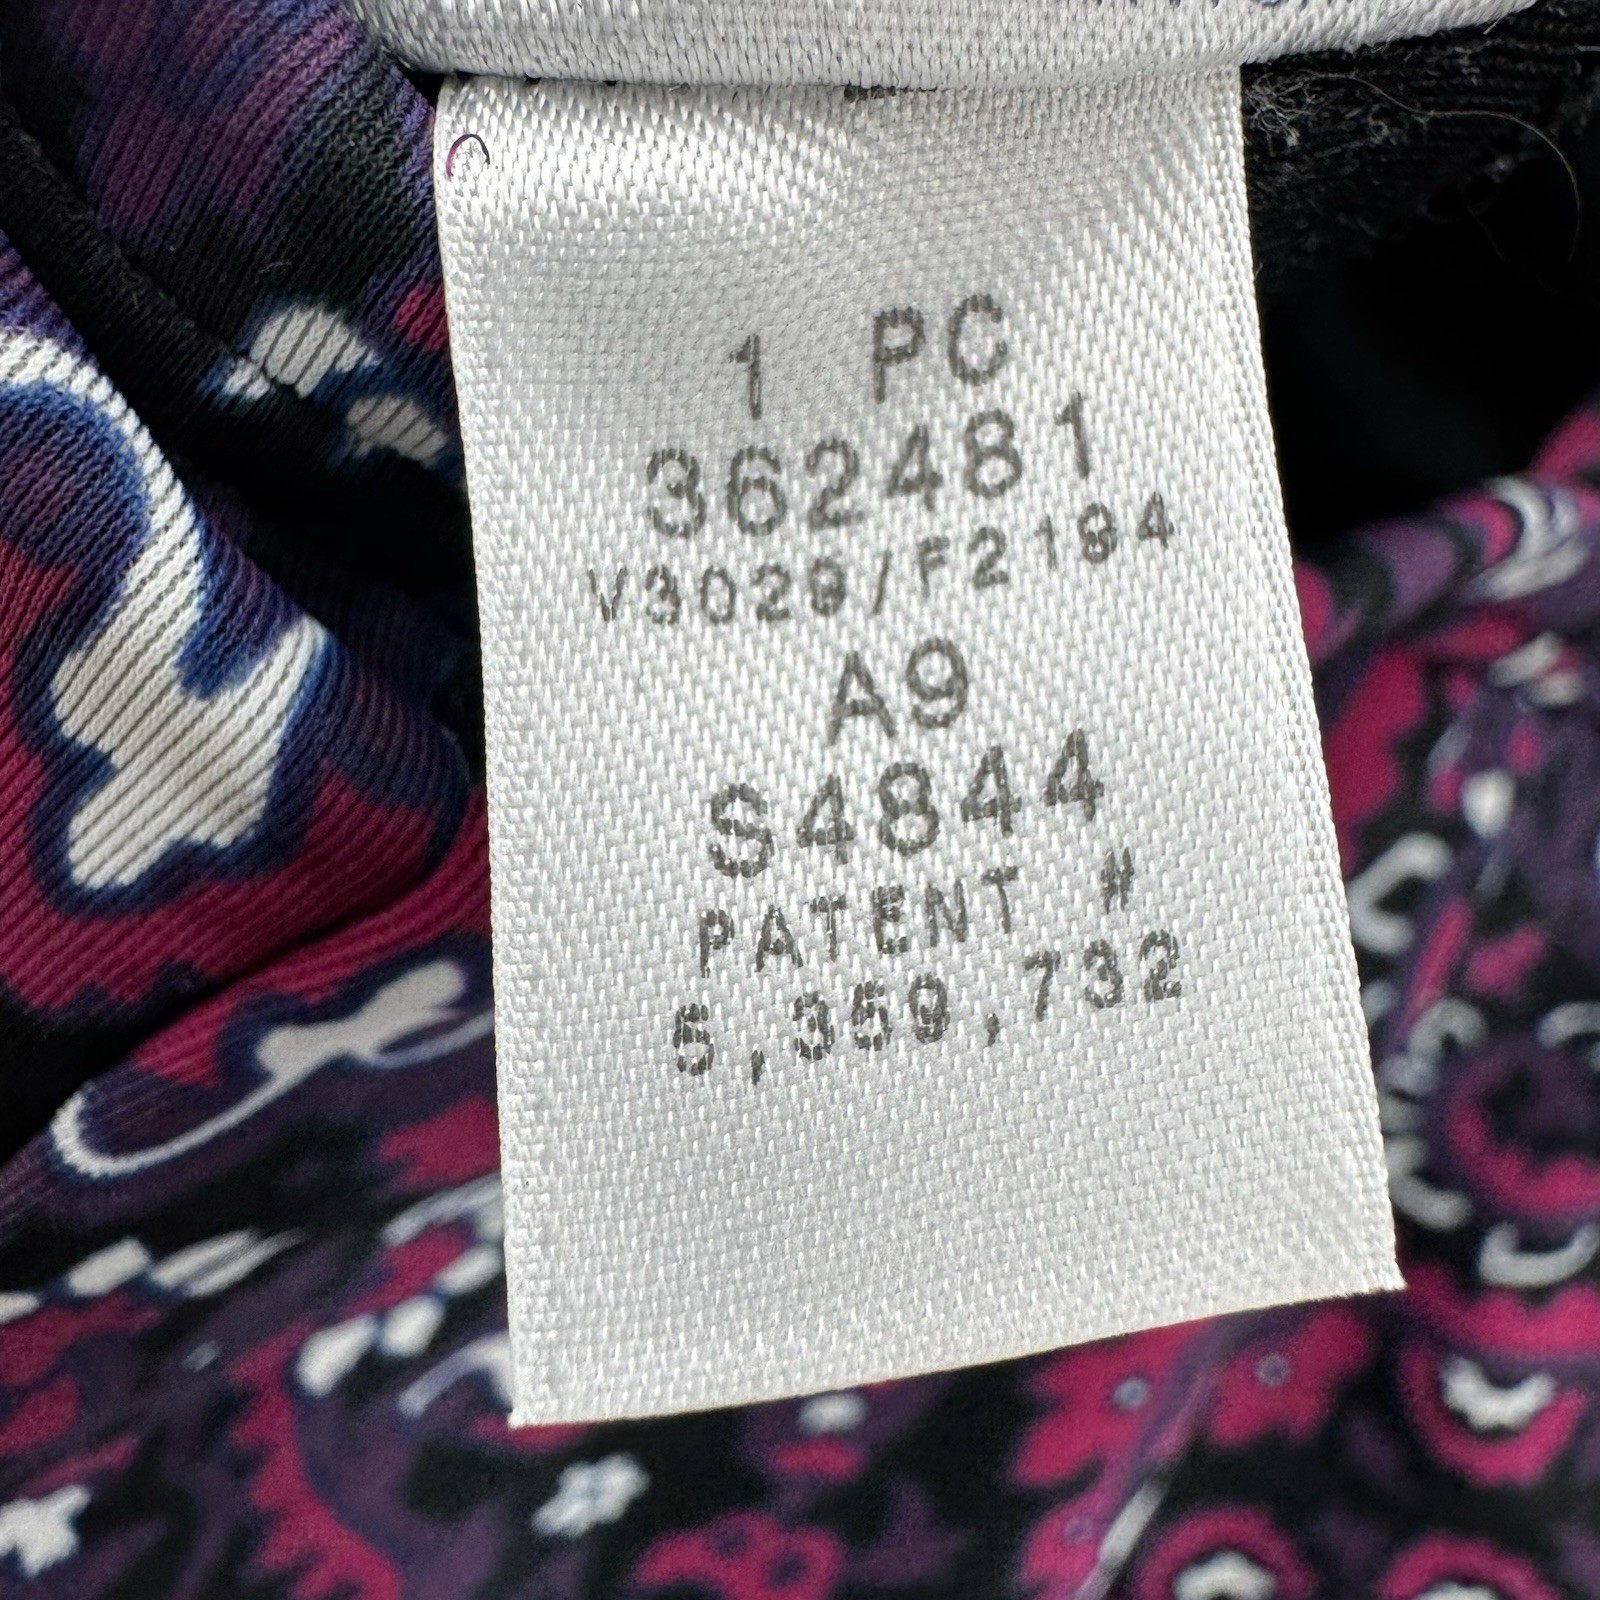 1 PC
362481
V3029/F2194
A9
S4844
PATENT #
5,359,732